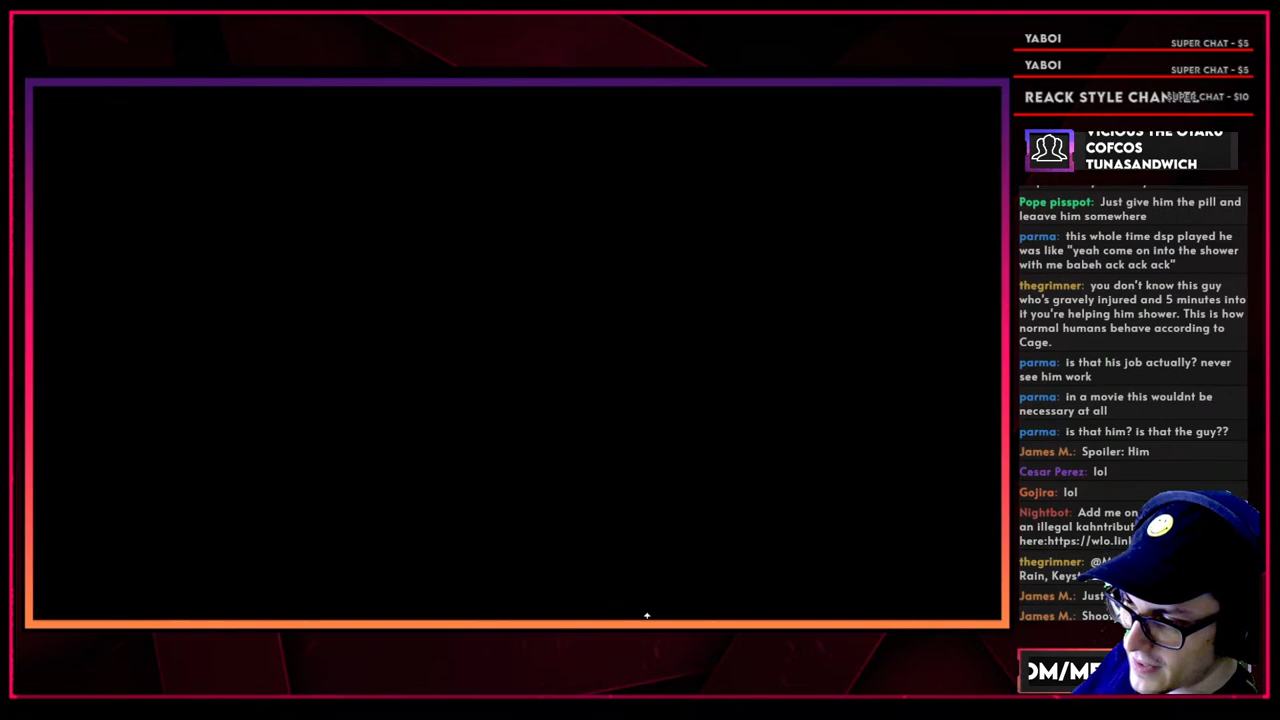 YABOI
SUPER CHAT - $5
YABOI
SUPER CHAT - $5
REACK STYLE CHANNEL
SUPER CHAT - $10
VICIOUS THE OTAKU
COFCOS
TUNASANDWICH
Pope pisspot: Just give him the pill and
leaave him somewhere
parma: this whole time dsp played he
was like "yeah come on into the shower
with me babeh ack ack ack"
thegrimner: you don't know this guy
who's gravely injured and 5 minutes into
it you're helping him shower. This is how
normal humans behave according to
Cage.
parma: is that his job actually? never
see him work
parma: in a movie this wouldnt be
necessary at all
parma: is that him? is that the guy??
James M.: Spoiler: Him
Cesar Perez: lol
Gojira: lol
Nightbot: Add me on
an illegal kahntribut
here:https://wlo.lin
thegrimner:
Rain,
James M.: Just
James M.:
OM/ME